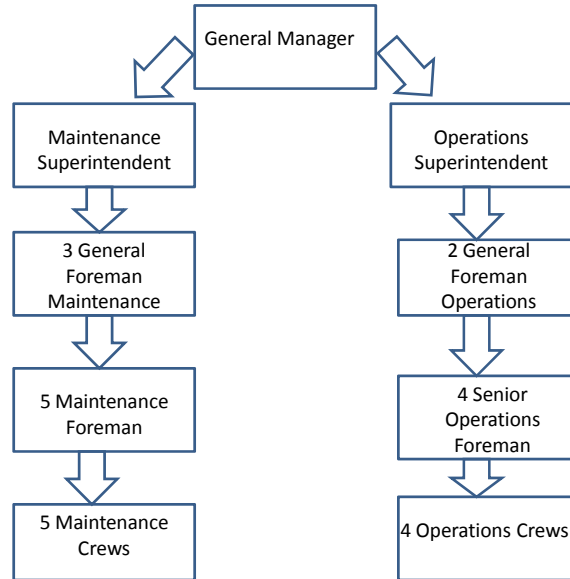 General Manager
Maintenance
Superintendent
Operations
Superintendent
3 General
Foreman
Maintenance
2 General
Foreman
Operations
5 Maintenance
Foreman
4 Senior
Operations
Foreman
5 Maintenance
Crews
4 Operations Crews